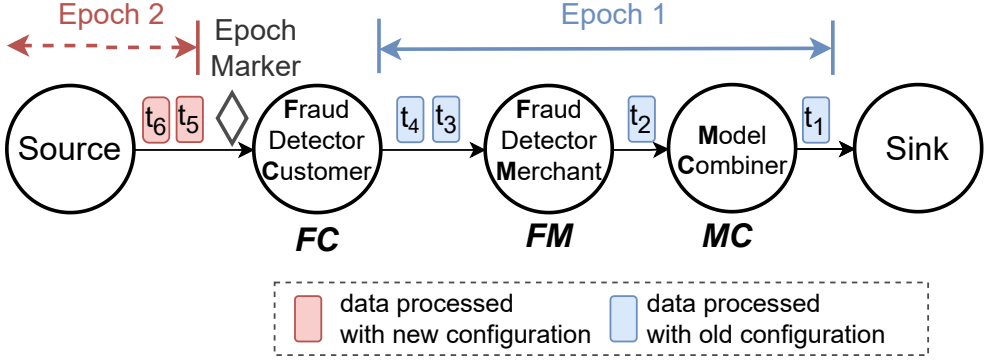 Epoch 2
Epoch
Marker
Epoch 1
Source
t6 t5
Fraud
Detector
Customer
t4 t3
Fraud
Detector
Merchant
t2
Model
Combiner
t1
Sink
FC
FM
MC
data processed
with new configuration
data processed
with old configuration